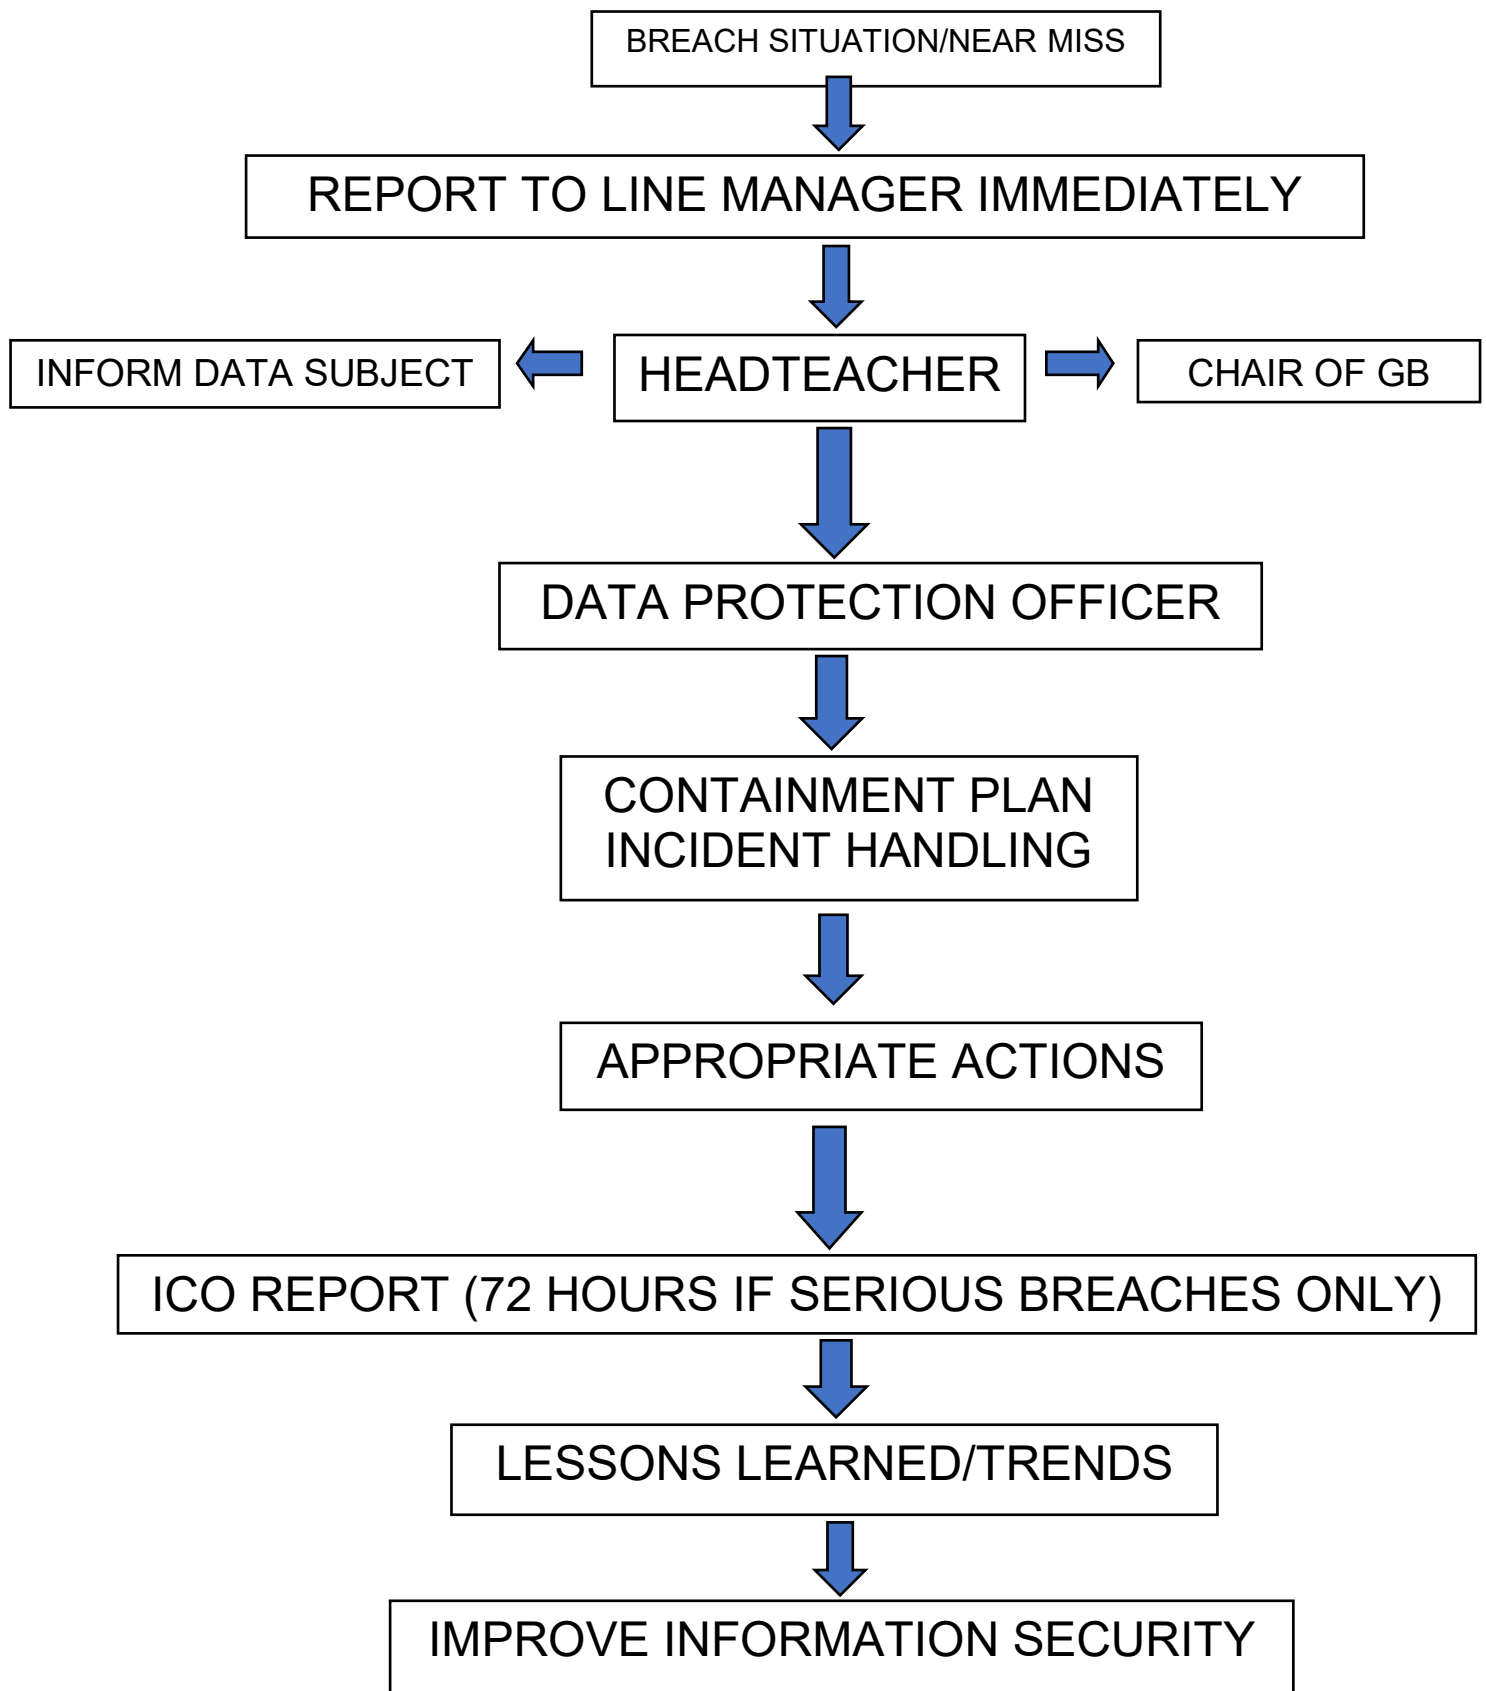 BREACH SITUATION/NEAR MISS
REPORT TO LINE MANAGER IMMEDIATELY
INFORM DATA SUBJECT
HEADTEACHER
CHAIR OF GB
DATA PROTECTION OFFICER
CONTAINMENT PLAN
INCIDENT HANDLING
APPROPRIATE ACTIONS
ICO REPORT (72 HOURS IF SERIOUS BREACHES ONLY)
LESSONS LEARNED/TRENDS
IMPROVE INFORMATION SECURITY